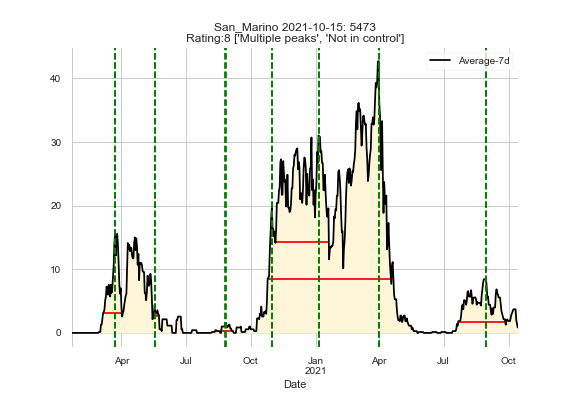 San_Marino 2021-10-15: 5473
Rating:8 ['Multiple peaks', 'Not in control']
Average-7d
40
30
20
10
0
Apr Jul Oct Jan Apr Jul Oct
2021
Date